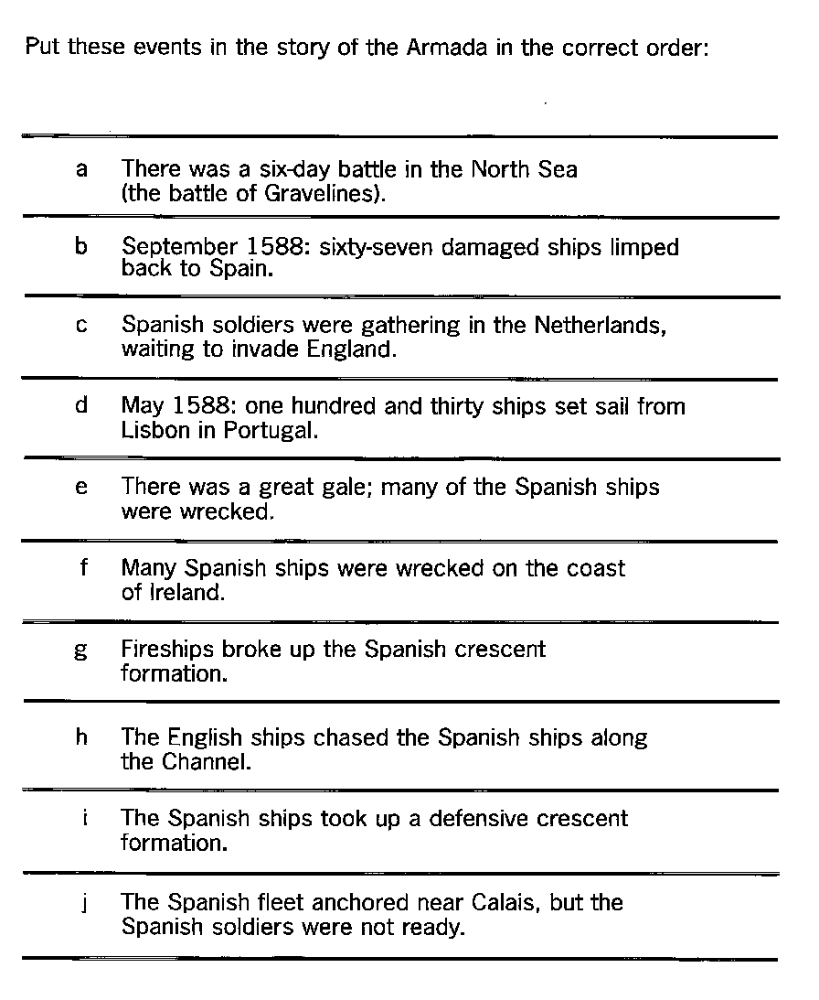 Put these events in the story of the Armada in the correct order:
a There was a six-day battle in the North Sea
(the battle of Gravelines).
b September 1588: sixty-seven damaged ships limped
back to Spain.
c Spanish soldiers were gathering in the Netherlands,
waiting to invade England.
d May 1588: one hundred and thirty ships set sail from
Lisbon in Portugal.
e There was a great gale; many of the Spanish ships
were wrecked.
f Many Spanish ships were wrecked on the coast
of Ireland.
g Fireships broke up the Spanish crescent
formation.
h The English ships chased the Spanish ships along
the Channel.
i The Spanish ships took up a defensive crescent
formation.
j The Spanish fleet anchored near Calais, but the
Spanish soldiers were not ready.